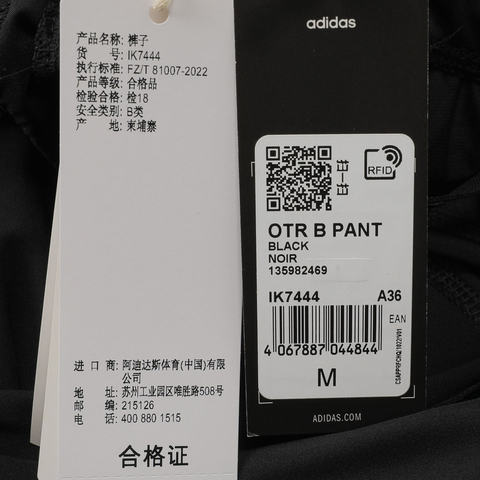 产品名称: 裤子
货 号: IK7444
执行标准: FZ/T 81007-2022
产品等级: 合格品
检验合格: 检18
安全类别: B类
产 地: 柬埔寨
进 口 商: 阿迪达斯体育(中国)有限
公司
地 址: 苏州工业园区唯胜路508号
邮 编: 215126
电 话: 400 880 1515
合格证
adidas
RFID
OTR B PANT
BLACK
NOIR
135982469
IK7444 A36
EAN
4 067887 044844
M
ADIDAS.COM